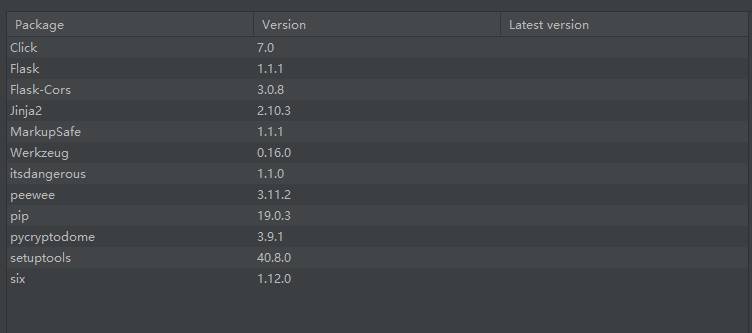 Package Version Latest version
Click 7.0
Flask 1.1.1
Flask-Cors 3.0.8
Jinja2 2.10.3
MarkupSafe 1.1.1
Werkzeug 0.16.0
itsdangerous 1.1.0
peewee 3.11.2
pip 19.0.3
pycryptodome 3.9.1
setuptools 40.8.0
six 1.12.0